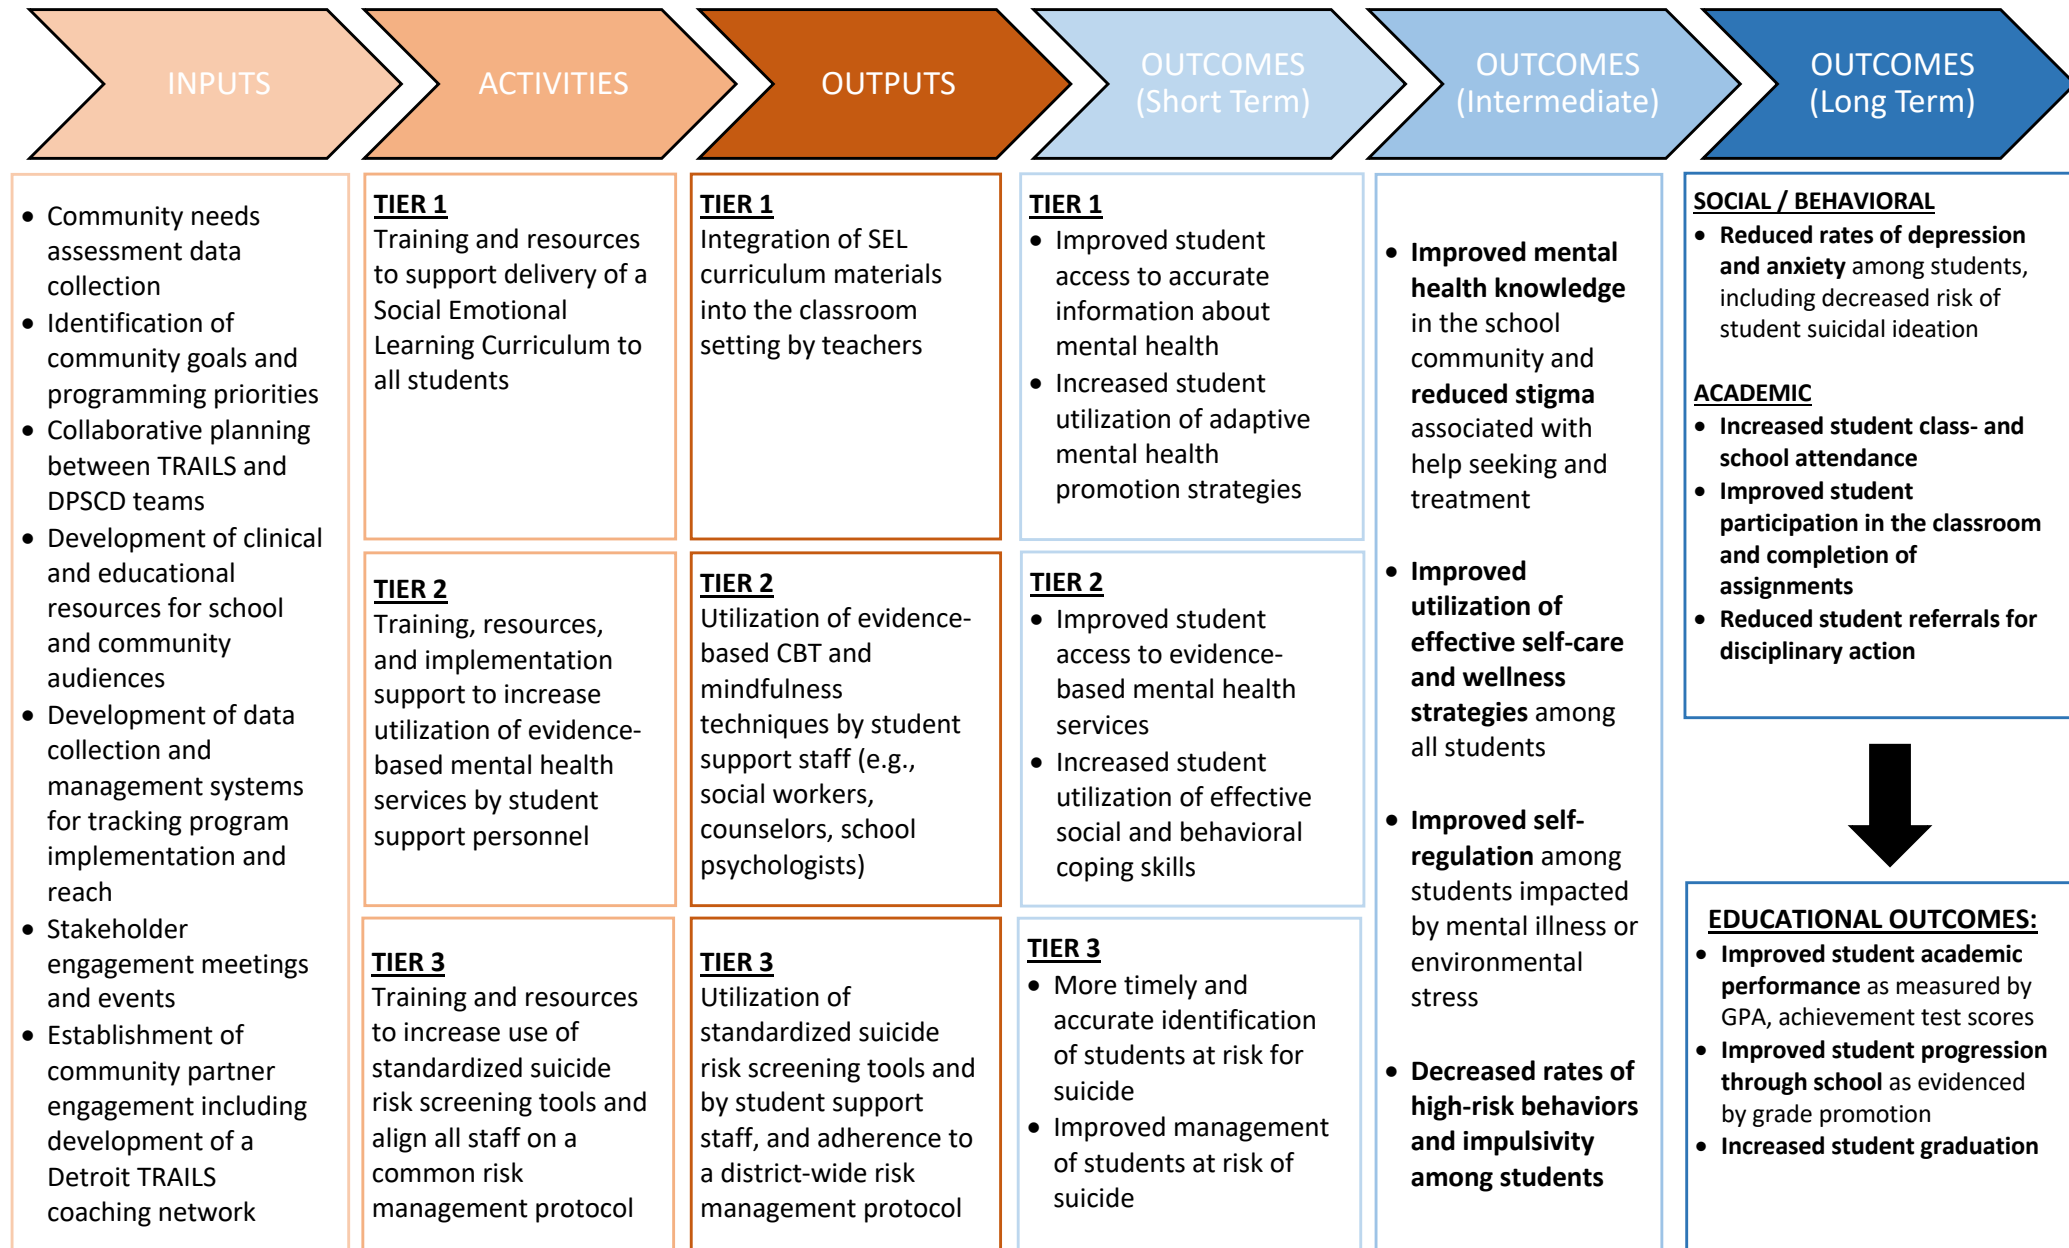 INPUTS
ACTIVITIES
OUTPUTS
OUTCOMES
(Short Term)
OUTCOMES
(Intermediate)
OUTCOMES
(Long Term)
• Community needs
assessment data
collection
• Identification of
community goals and
programming priorities
• Collaborative planning
between TRAILS and
DPSCD teams
• Development of clinical
and educational
resources for school
and community
audiences
• Development of data
collection and
management systems
for tracking program
implementation and
reach
• Stakeholder
engagement meetings
and events
• Establishment of
community partner
engagement including
development of a
Detroit TRAILS
coaching network
TIER 1
Training and resources
to support delivery of a
Social Emotional
Learning Curriculum to
all students
TIER 2
Training, resources,
and implementation
support to increase
utilization of evidence-
based mental health
services by student
support personnel
TIER 3
Training and resources
to increase use of
standardized suicide
risk screening tools and
align all staff on a
common risk
management protocol
TIER 1
Integration of SEL
curriculum materials
into the classroom
setting by teachers
TIER 2
Utilization of evidence-
based CBT and
mindfulness
techniques by student
support staff (e.g.,
social workers,
counselors, school
psychologists)
TIER 3
Utilization of
standardized suicide
risk screening tools and
by student support
staff, and adherence to
a district-wide risk
management protocol
TIER 1
• Improved student
access to accurate
information about
mental health
• Increased student
utilization of adaptive
mental health
promotion strategies
TIER 2
• Improved student
access to evidence-
based mental health
services
• Increased student
utilization of effective
social and behavioral
coping skills
TIER 3
• More timely and
accurate identification
of students at risk for
suicide
• Improved management
of students at risk of
suicide
• Improved mental
health knowledge
in the school
community and
reduced stigma
associated with
help seeking and
treatment
• Improved
utilization of
effective self-care
and wellness
strategies among
all students
• Improved self-
regulation among
students impacted
by mental illness or
environmental
stress
• Decreased rates of
high-risk behaviors
and impulsivity
among students
SOCIAL / BEHAVIORAL
• Reduced rates of depression
and anxiety among students,
including decreased risk of
student suicidal ideation
ACADEMIC
• Increased student class- and
school attendance
• Improved student
participation in the classroom
and completion of
assignments
• Reduced student referrals for
disciplinary action
EDUCATIONAL OUTCOMES:
• Improved student academic
performance as measured by
GPA, achievement test scores
• Improved student progression
through school as evidenced
by grade promotion
• Increased student graduation